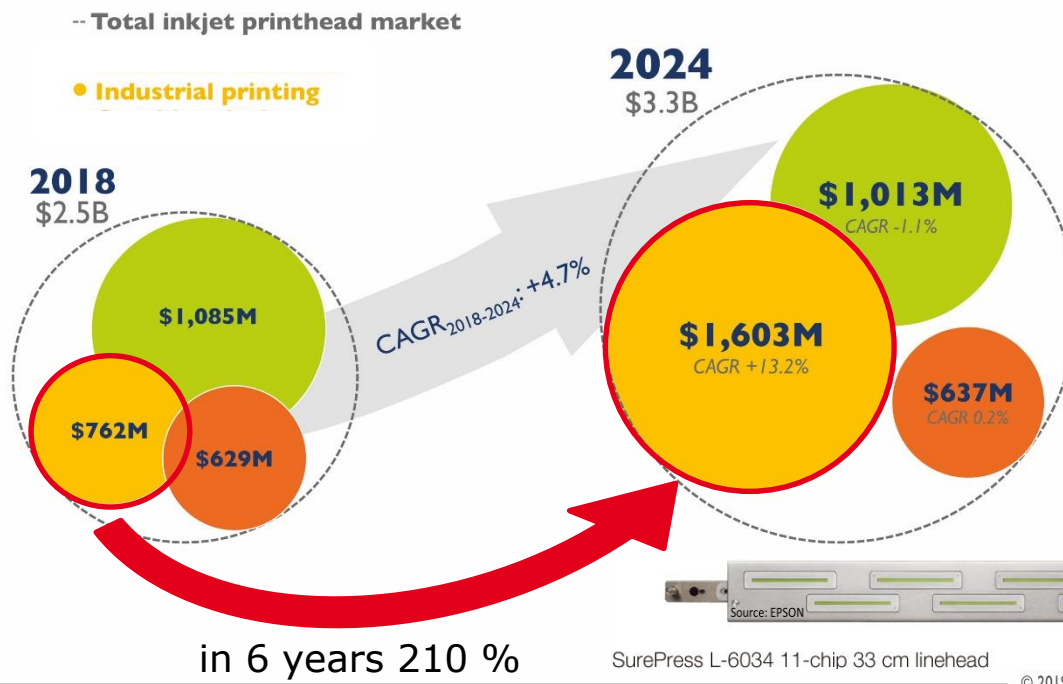 -- Total inkjet printhead market
• Industrial printing
2018
$2.5B
$1,085M
$762M
$629M
CAGR2018-2024: +4.7%
2024
$3.3B
$1,013M
CAGR -1.1%
$1,603M
CAGR +13.2%
$637M
CAGR 0.2%
in 6 years 210 %
Source: EPSON
SurePress L-6034 11-chip 33 cm linehead